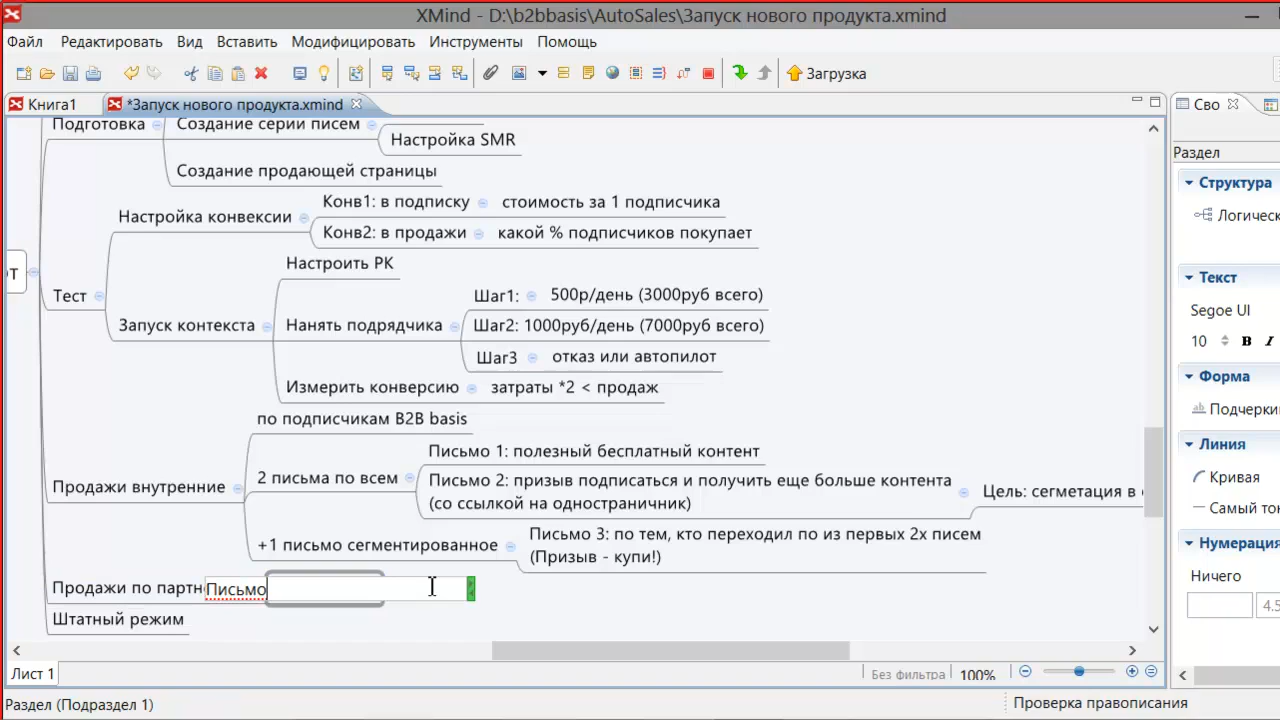 XMind - D:\b2bbasis\AutoSales\Запуск нового продукта.xmind
Файл Редактировать Вид Вставить Модифицировать Инструменты Помощь
Загрузка
Книга1 *Запуск нового продукта.xmind
Сво
Подготовка
Создание серии писем
Настройка SMR
Создание продающей страницы
Раздел
Структура
Логическ
Текст
Segoe UI
10 B I
Форма
Подчерки
Линия
Кривая
Самый тон
Нумерация
Ничего
4.5
Тест
Настройка конвексии
Конв1: в подписку
стоимость за 1 подписчика
Конв2: в продажи
какой % подписчиков покупает
Запуск контекста
Настроить РК
Нанять подрядчика
Шаг1:
500р/день (3000руб всего)
Шаг2: 1000руб/день (7000руб всего)
Шаг3
отказ или автопилот
Измерить конверсию
затраты *2 < продаж
Продажи внутренние
по подписчикам B2B basis
2 письма по всем
Письмо 1: полезный бесплатный контент
Письмо 2: призыв подписаться и получить еще больше контента
(со ссылкой на одностраничник)
Цель: сегметация в
+1 письмо сегментированное
Письмо 3: по тем, кто переходил по из первых 2х писем
(Призыв - купи!)
Продажи по партн
Письмо
Штатный режим
Лист 1
Без фильтра 100%
Раздел (Подраздел 1)
Проверка правописания